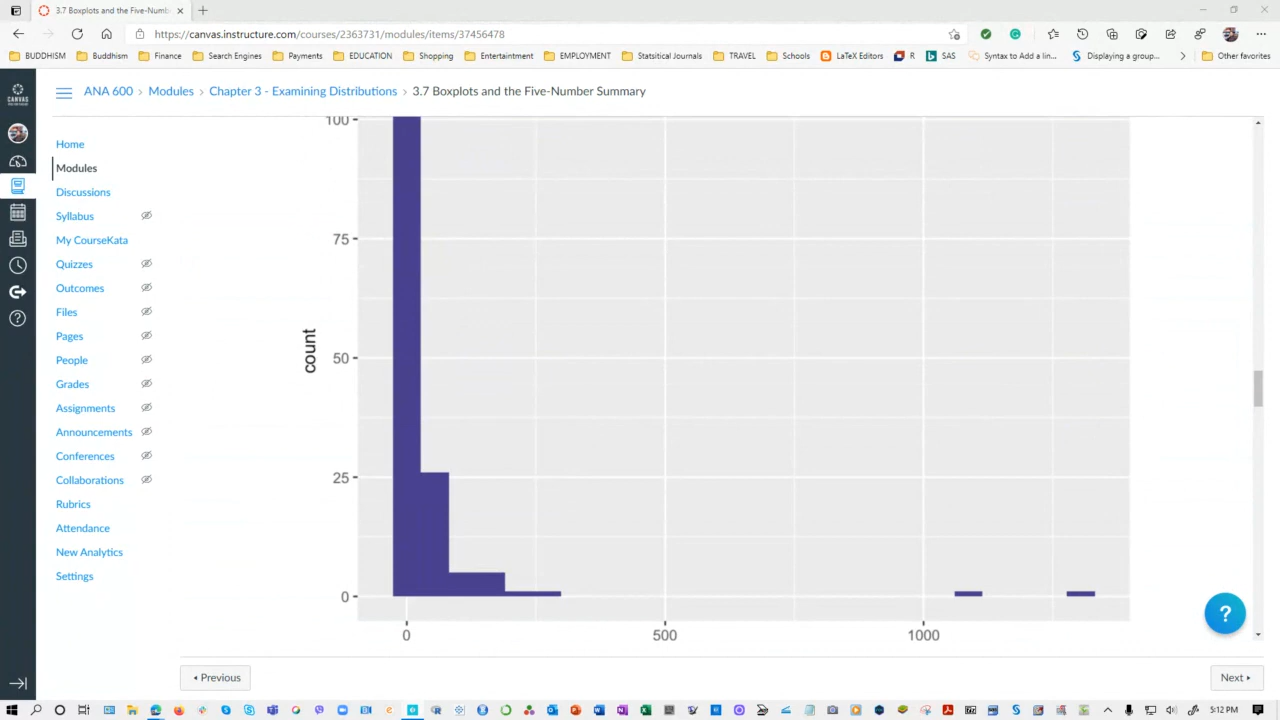 3.7 Boxplots and the Five-Numb
https://canvas.instructure.com/courses/2363731/modules/items/37456478
BUDDHISM Buddhism Finance Search Engines Payments EDUCATION Shopping Entertainment EMPLOYMENT Statsitical Journals TRAVEL Schools LaTeX Editors R SAS Syntax to Add a lin... Displaying a group... Other favorites
CANVAS
ANA 600 › Modules › Chapter 3 - Examining Distributions › 3.7 Boxplots and the Five-Number Summary
Home
Modules
Discussions
Syllabus
My CourseKata
Quizzes
Outcomes
Files
Pages
People
Grades
Assignments
Announcements
Conferences
Collaborations
Rubrics
Attendance
New Analytics
Settings
100
75
50
25
0
count
0 500 1000
Previous
Next
5:12 PM